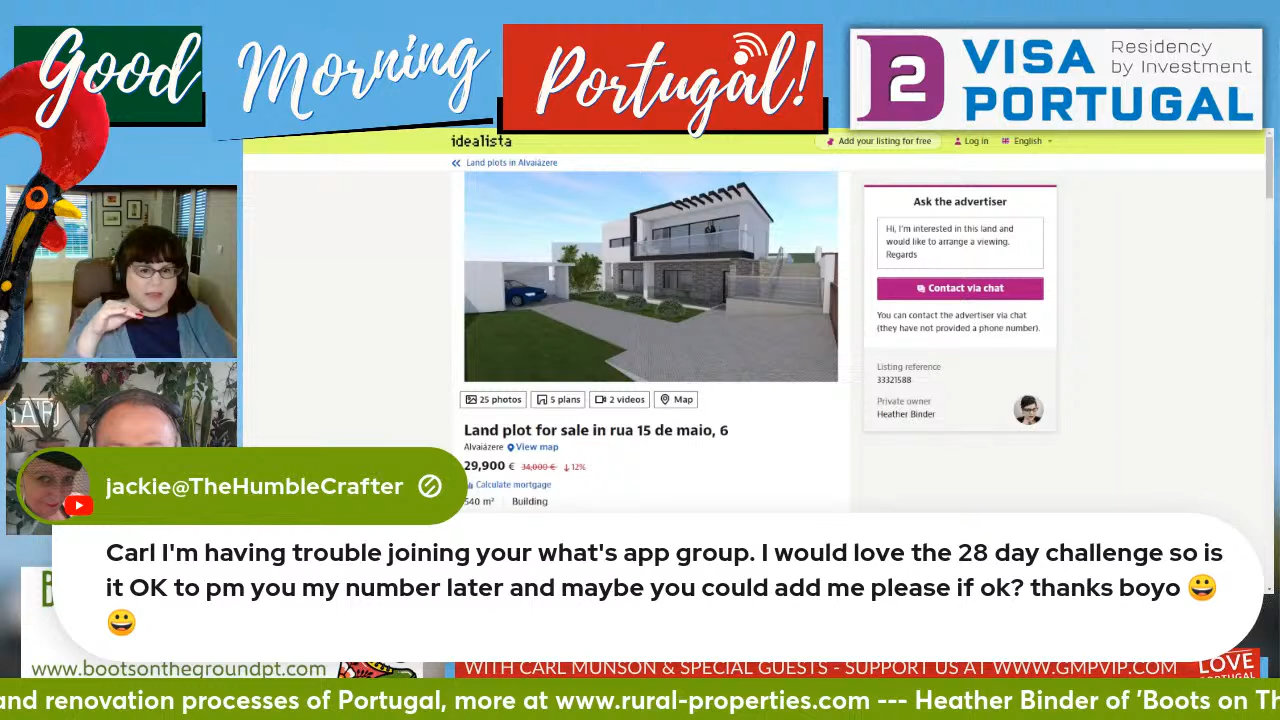 Good Morning Portugal!
D2 VISA PORTUGAL Residency by Investment
idealista
Add your listing for free
Log in
English
Land plots in Alvaiázere
Ask the advertiser
Hi, I'm interested in this land and
would like to arrange a viewing.
Regards
Contact via chat
You can contact the advertiser via chat
(they have not provided a phone number).
Listing reference
33321588
Private owner
Heather Binder
25 photos
5 plans
2 videos
Map
Land plot for sale in rua 15 de maio, 6
Alvaiázere View map
29,900 € 34,000 € 12%
Calculate mortgage
540 m² Building
jackie@TheHumbleCrafter
Carl I'm having trouble joining your what's app group. I would love the 28 day challenge so is
it OK to pm you my number later and maybe you could add me please if ok? thanks boyo 😀
😀
www.bootsonthegroundpt.com
WITH CARL MUNSON & SPECIAL GUESTS - SUPPORT US AT WWW.GMPVIP.COM
LOVE
and renovation processes of Portugal, more at www.rural-properties.com --- Heather Binder of 'Boots on Th